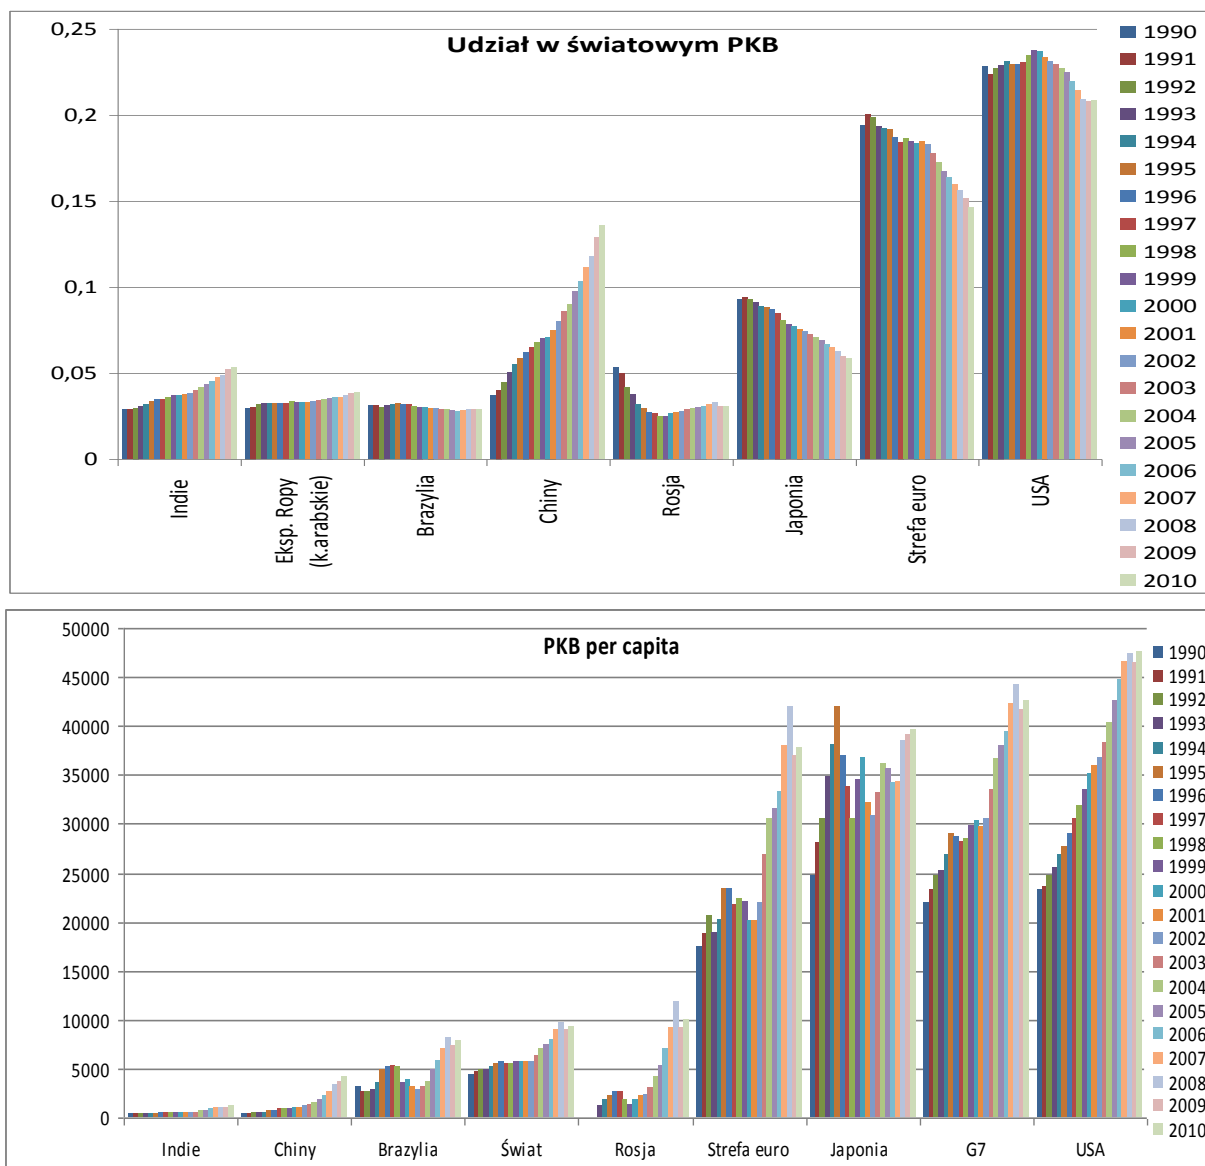 Udział w światowym PKB
0,25
0,2
0,15
0,1
0,05
0
Indie
Eksp. Ropy
(k.arabskie)
Brazylia
Chiny
Rosja
Japonia
Strefa euro
USA
1990
1991
1992
1993
1994
1995
1996
1997
1998
1999
2000
2001
2002
2003
2004
2005
2006
2007
2008
2009
2010
PKB per capita
50000
45000
40000
35000
30000
25000
20000
15000
10000
5000
0
Indie
Chiny
Brazylia
Świat
Rosja
Strefa euro
Japonia
G7
USA
1990
1991
1992
1993
1994
1995
1996
1997
1998
1999
2000
2001
2002
2003
2004
2005
2006
2007
2008
2009
2010